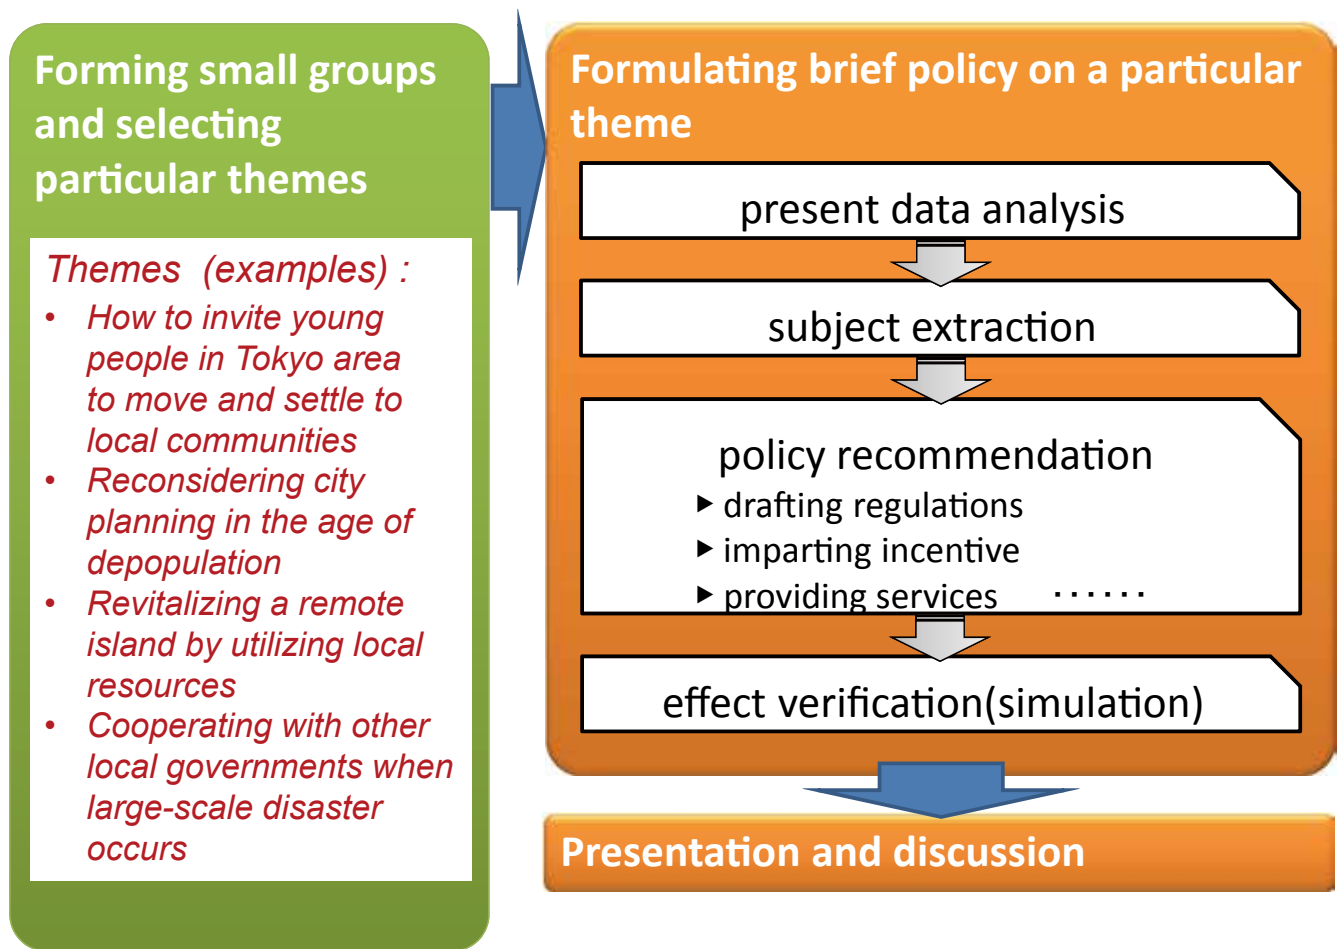 Forming small groups
and selecting
particular themes
Themes (examples) :
• How to invite young
people in Tokyo area
to move and settle to
local communities
• Reconsidering city
planning in the age of
depopulation
• Revitalizing a remote
island by utilizing local
resources
• Cooperating with other
local governments when
large-scale disaster
occurs
Formulating brief policy on a particular
theme
present data analysis
subject extraction
policy recommendation
▶ drafting regulations
▶ imparting incentive
▶ providing services ······
effect verification(simulation)
Presentation and discussion